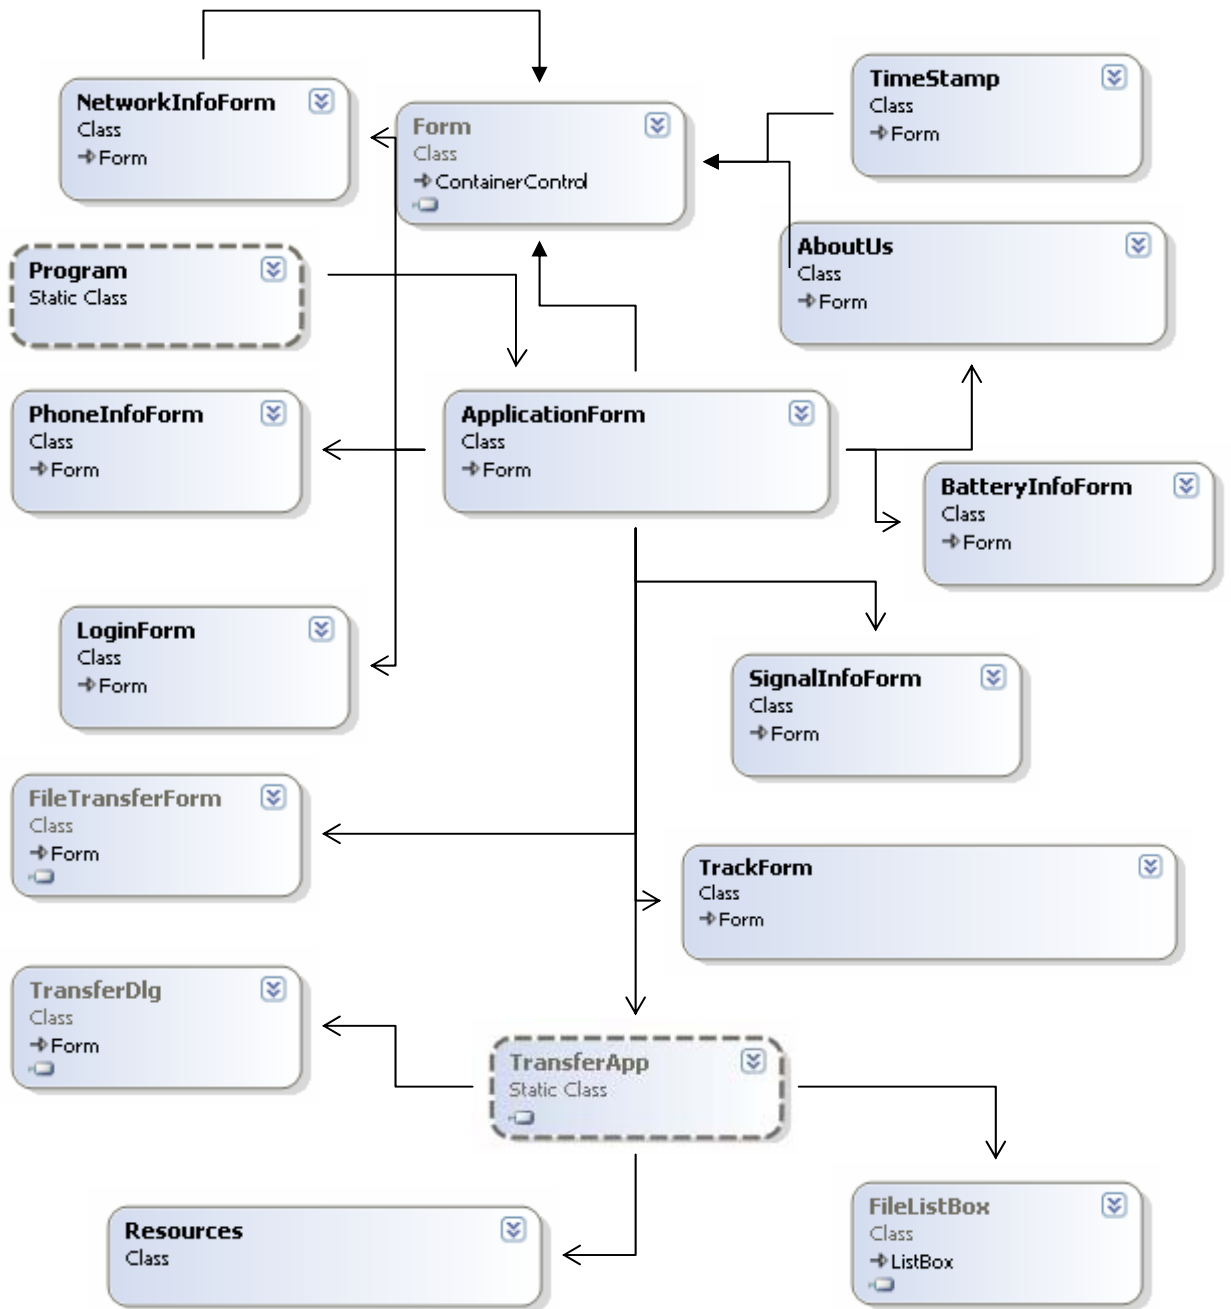 NetworkInfoForm
Class
Form
Form
Class
ContainerControl
TimeStamp
Class
Form
Program
Static Class
AboutUs
Class
Form
PhoneInfoForm
Class
Form
ApplicationForm
Class
Form
BatteryInfoForm
Class
Form
LoginForm
Class
Form
SignalInfoForm
Class
Form
FileTransferForm
Class
Form
TrackForm
Class
Form
TransferDlg
Class
Form
TransferApp
Static Class
Resources
Class
FileListBox
Class
ListBox